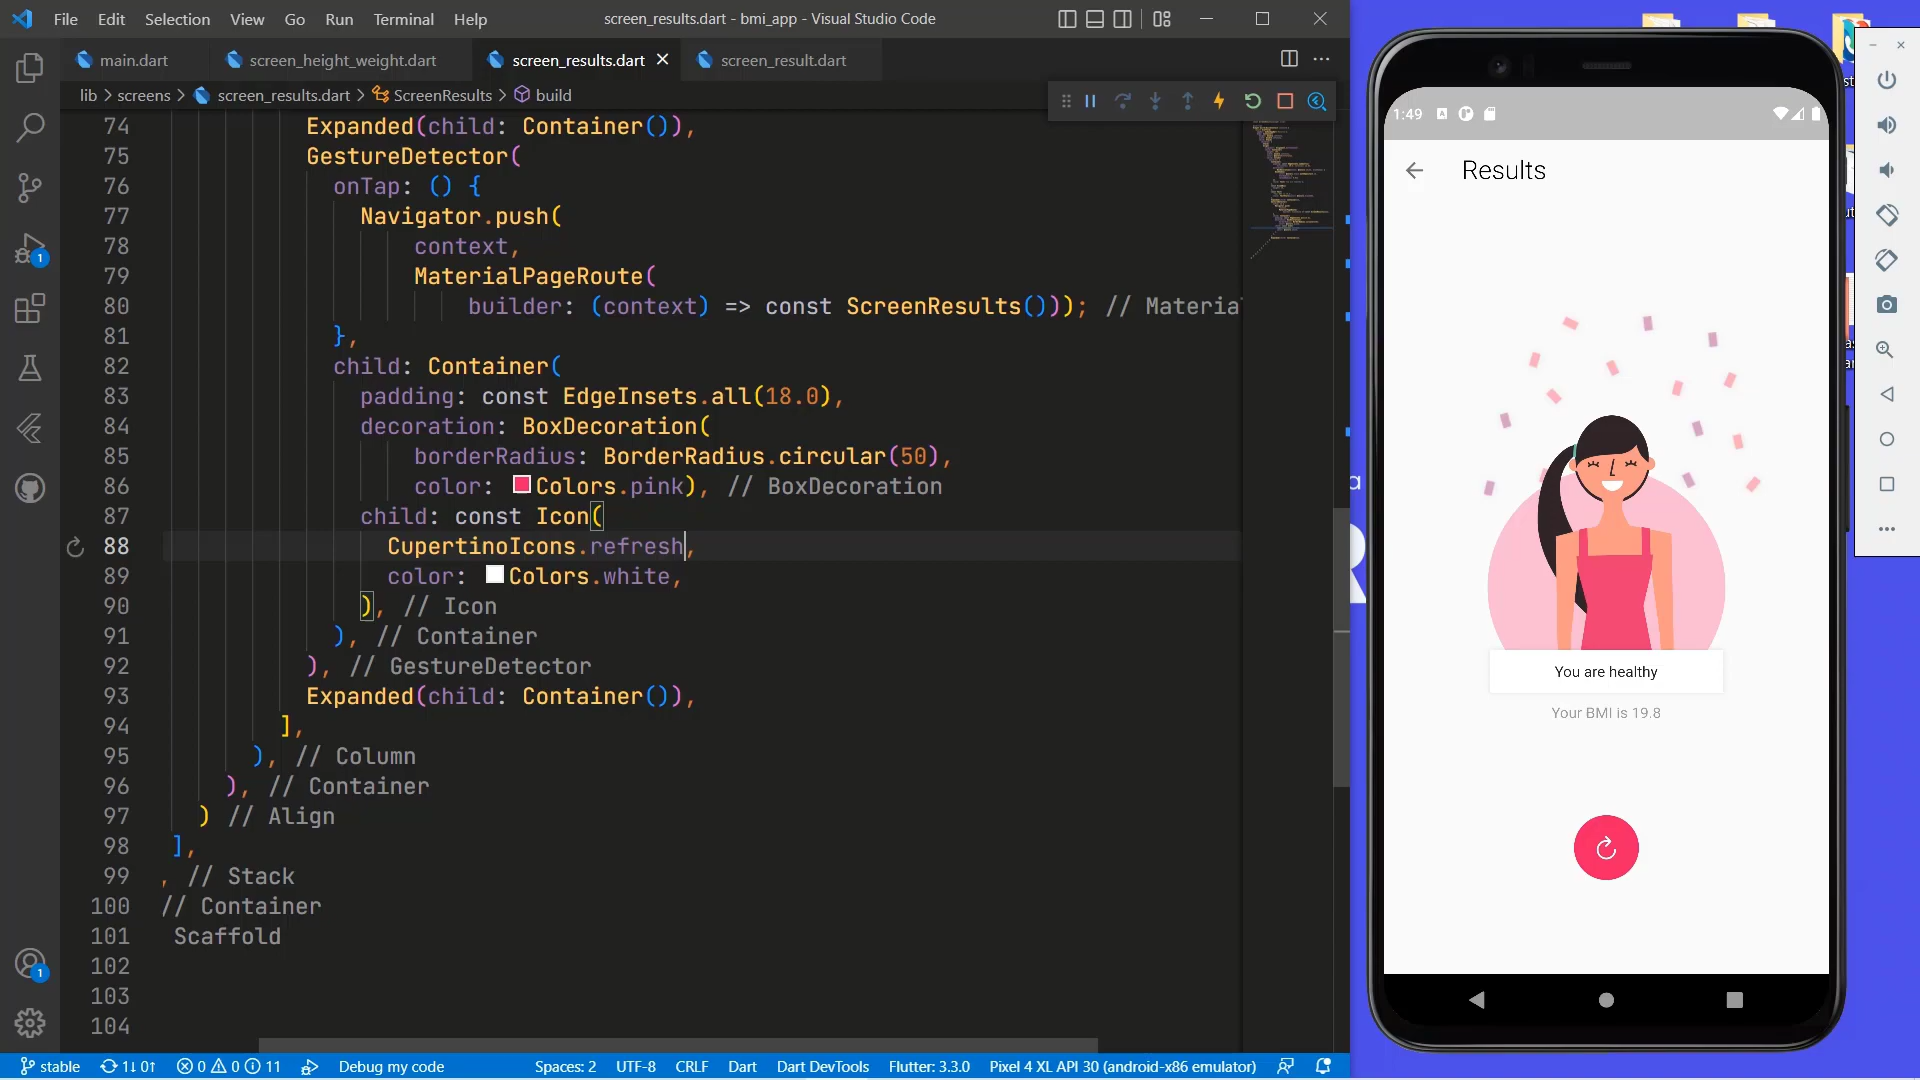 File Edit Selection View Go Run Terminal Help
screen_results.dart - bmi_app - Visual Studio Code
main.dart
screen_height_weight.dart
screen_results.dart
screen_result.dart
lib > screens > screen_results.dart > ScreenResults > build
74 Expanded(child: Container()),
75 GestureDetector(
76 onTap: () {
77 Navigator.push(
78 context,
79 MaterialPageRoute(
80 builder: (context) => const ScreenResults())); // Materia
81 },
82 child: Container(
83 padding: const EdgeInsets.all(18.0),
84 decoration: BoxDecoration(
85 borderRadius: BorderRadius.circular(50),
86 color: Colors.pink), // BoxDecoration
87 child: const Icon(
88 CupertinoIcons.refresh,
89 color: Colors.white,
90 ), // Icon
91 ), // Container
92 ), // GestureDetector
93 Expanded(child: Container()),
94 ],
95 ), // Column
96 ), // Container
97 ) // Align
98 ],
99 , // Stack
100 // Container
101 Scaffold
102
103
104
1
1
stable
1↓ 0↑
0 0 11
Debug my code
Spaces: 2
UTF-8
CRLF
Dart
Dart DevTools
Flutter: 3.3.0
Pixel 4 XL API 30 (android-x86 emulator)
1:49
Results
You are healthy
Your BMI is 19.8